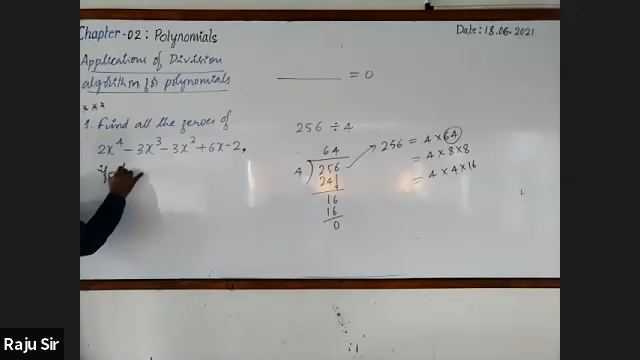 Chapter-02: Polynomials
Date: 18.06.2021
Applications of Division
algorithm for polynomials
***
1. Find all the zeroes of
2x⁴ - 3x³ - 3x² + 6x - 2.
if
_______ = 0
256 ÷ 4
64
4 ) 256
24↓
16
16
0
256 = 4 × 64
= 4 × 8 × 8
= 4 × 4 × 16
Raju Sir